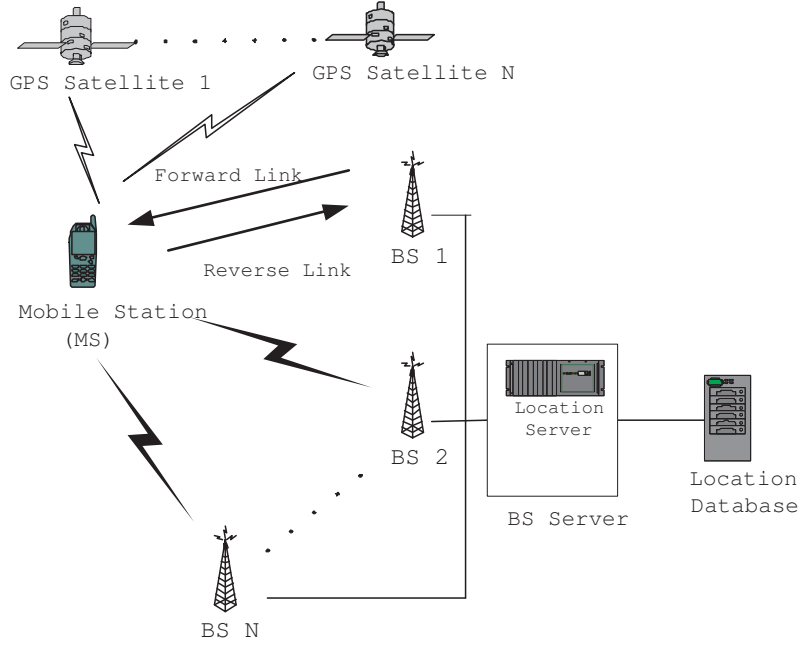 GPS Satellite 1
GPS Satellite N
Forward Link
Reverse Link
BS 1
Mobile Station
(MS)
Location
Server
BS 2
BS Server
Location
Database
BS N